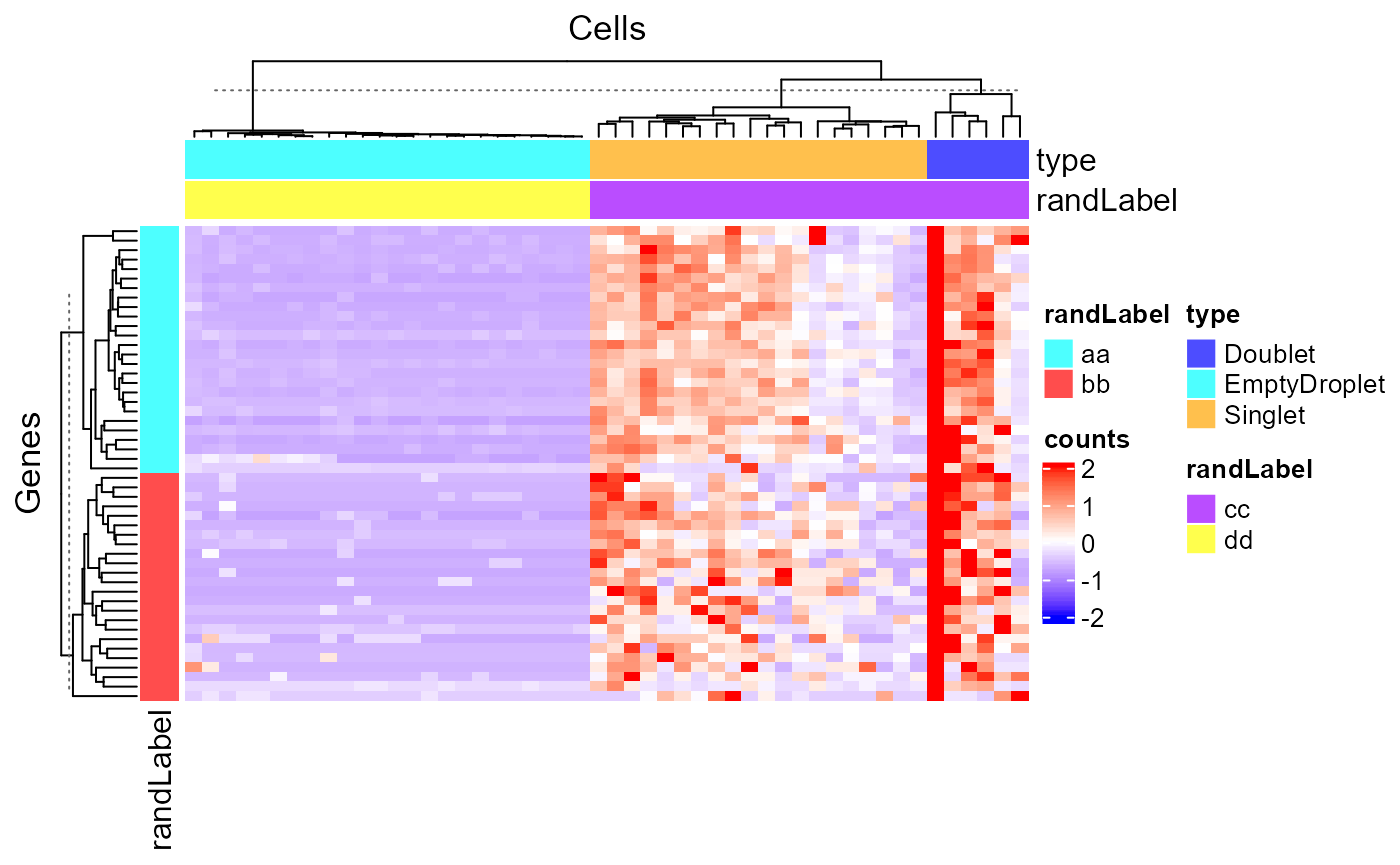 Cells
type
randLabel
Genes
randLabel
randLabel
aa
bb
counts
2
1
0
-1
-2
type
Doublet
EmptyDroplet
Singlet
randLabel
cc
dd